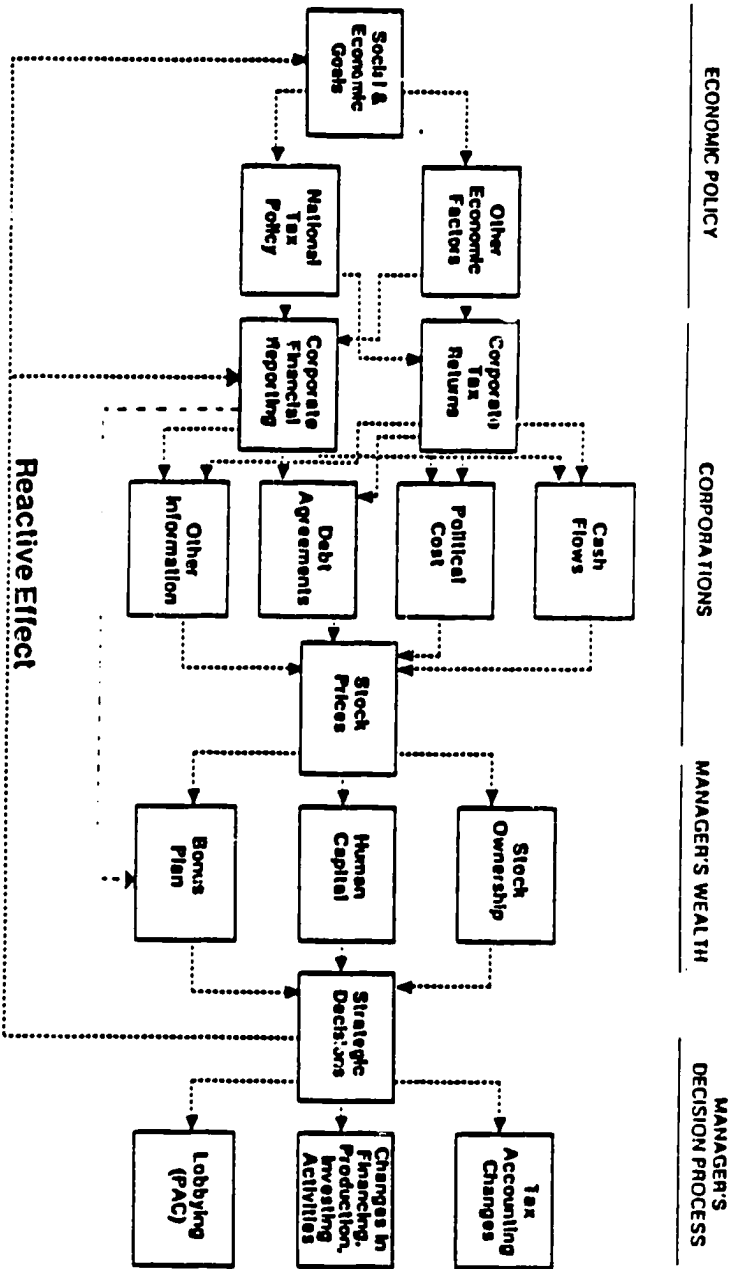 ECONOMIC POLICY
CORPORATIONS
MANAGER'S WEALTH
MANAGER'S
DECISION PROCESS
Social &
Economic
Goals
Other
Economic
Factors
National
Tax
Policy
Corporate
Tax
Returns
Corporate
Financial
Reporting
Cash
Flows
Political
Cost
Debt
Agreements
Other
Information
Stock
Prices
Stock
Ownership
Human
Capital
Bonus
Plan
Strategic
Decisions
Tax
Accounting
Changes
Changes in
Financing,
Production,
Investing
Activities
Lobbying
(PAC)
Reactive Effect